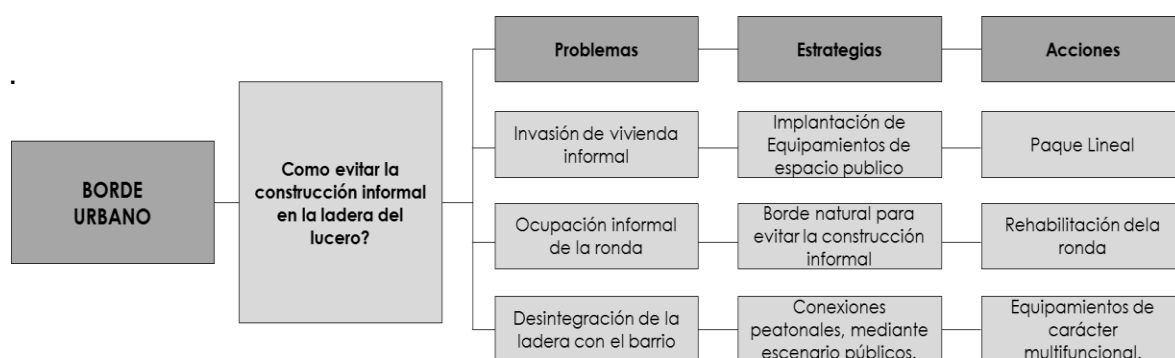 .
Problemas
Estrategias
Acciones
BORDE
URBANO
Como evitar la
construcción informal
en la ladera del
lucero?
Invasión de vivienda
informal
Implantación de
Equipamientos de
espacio publico
Paque Lineal
Ocupación informal
de la ronda
Borde natural para
evitar la construcción
informal
Rehabilitación dela
ronda
Desintegración de la
ladera con el barrio
Conexiones
peatonales, mediante
escenario públicos.
Equipamientos de
carácter
multifuncional.